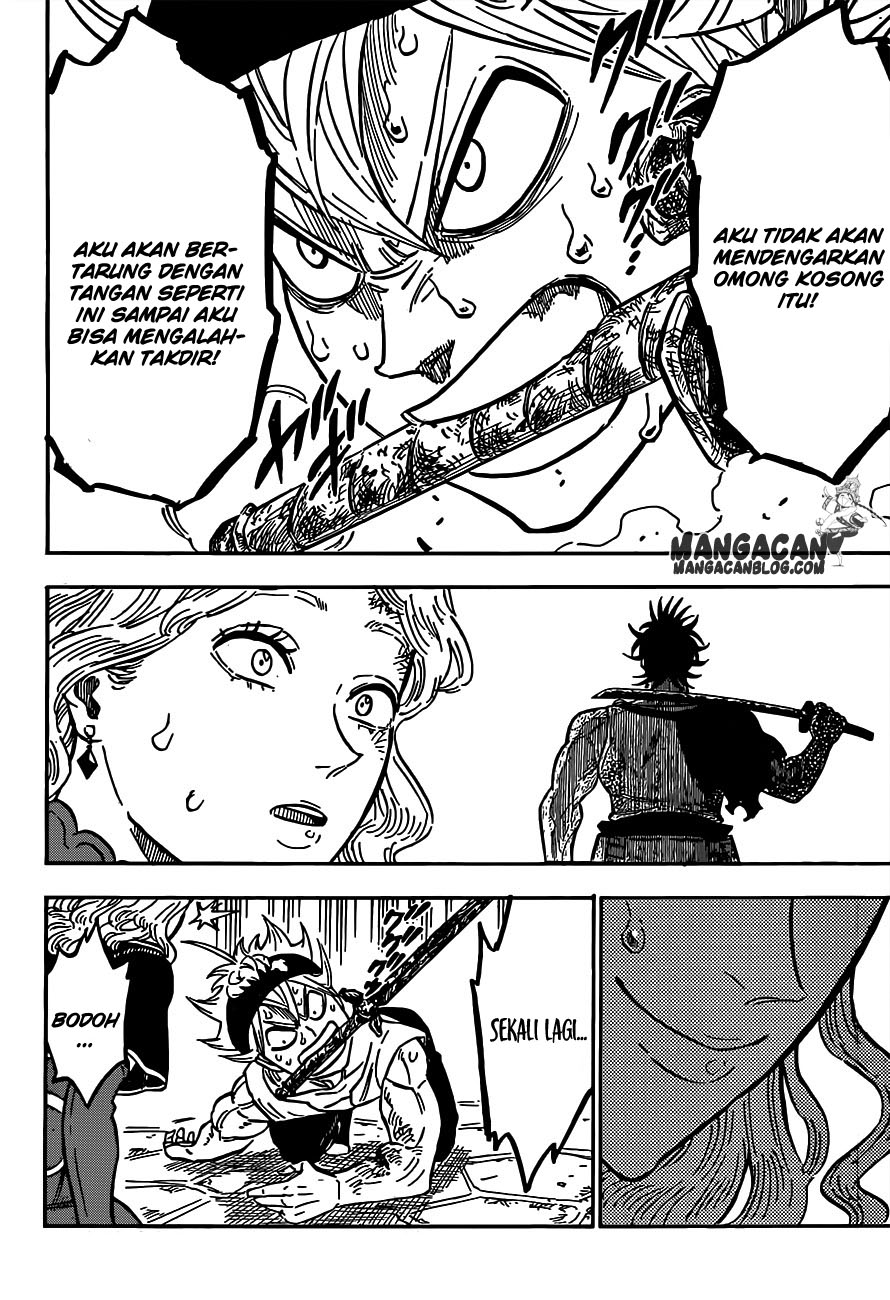 AKU TIDAK AKAN
MENDENGARKAN
OMONG KOSONG
ITU!
AKU AKAN BER-
TARUNG DENGAN
TANGAN SEPERTI
INI SAMPAI AKU
BISA MENGALAH-
KAN TAKDIR!
MANGACAN
MANGACANBLOG.COM
SEKALI LAGI...
BODOH
...